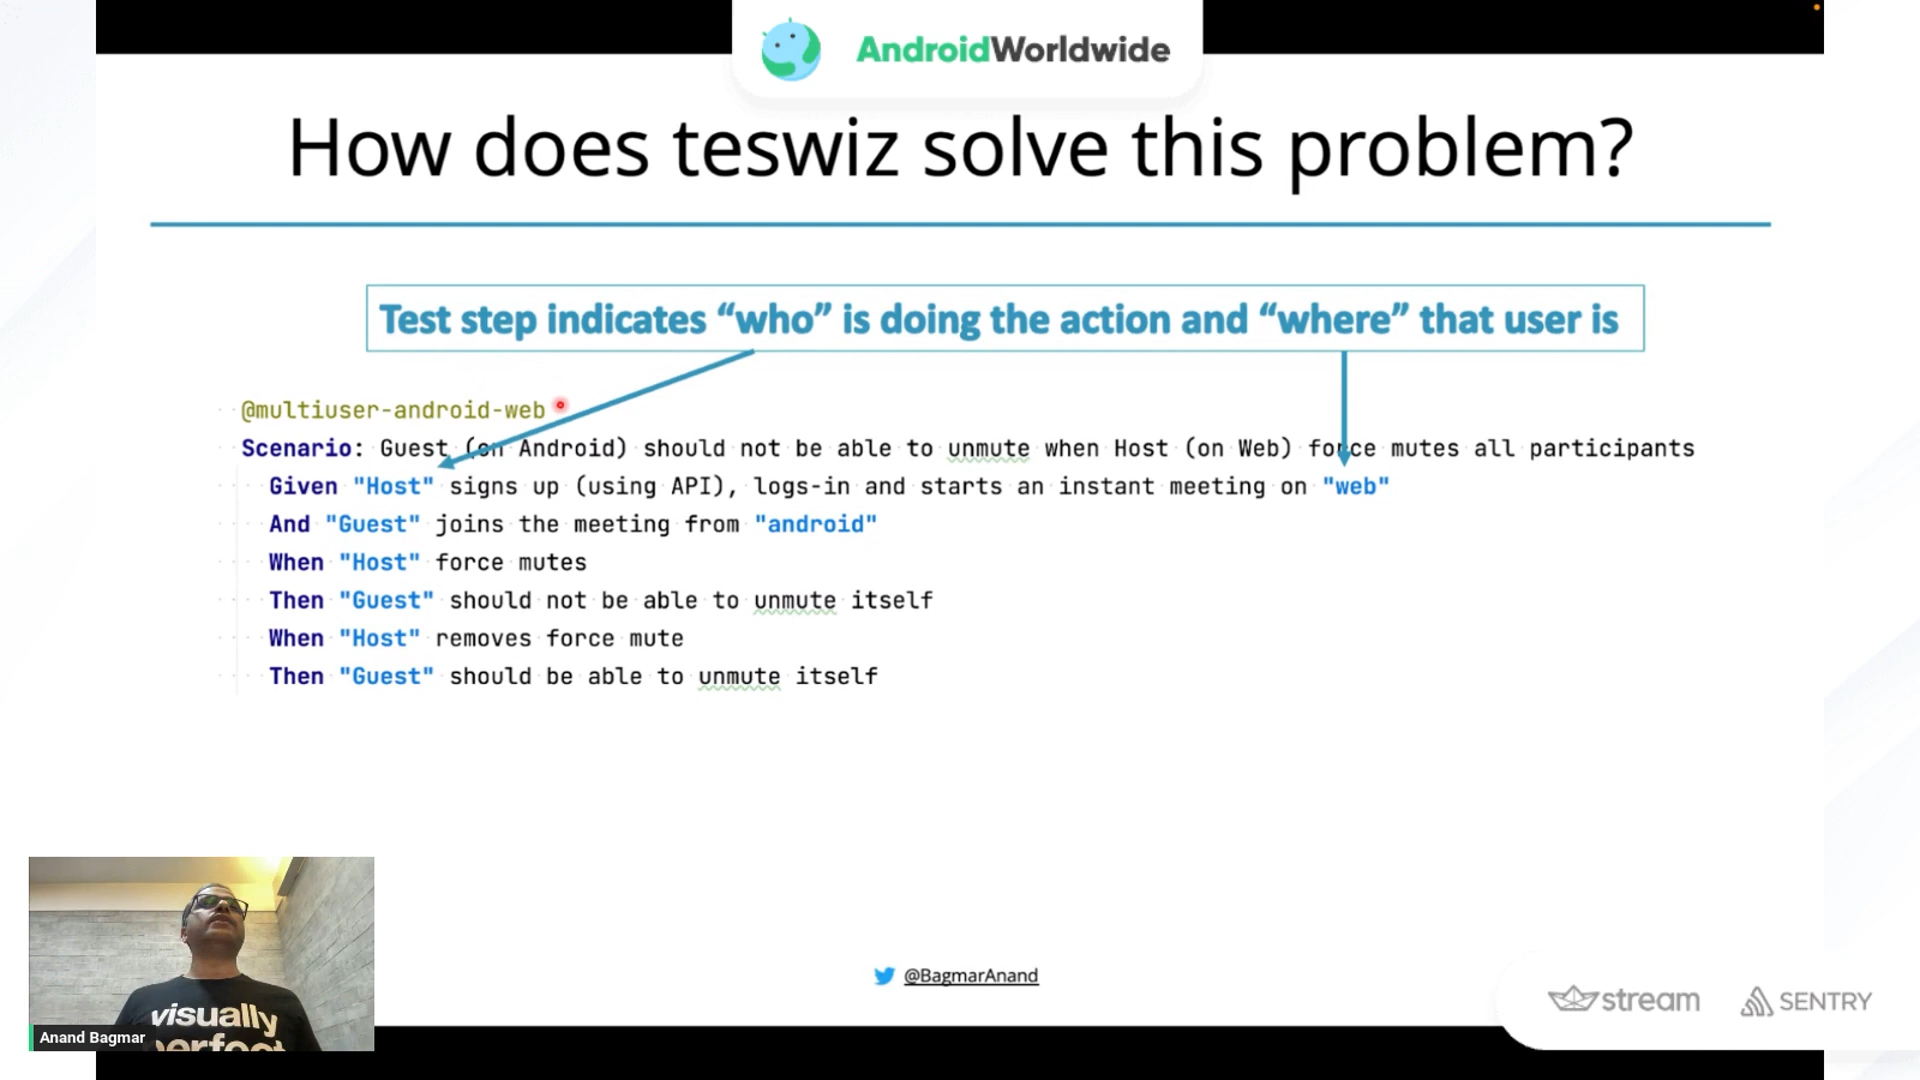 AndroidWorldwide
How does teswiz solve this problem?
Test step indicates “who” is doing the action and “where” that user is
@multiuser-android-web
Scenario: Guest (on Android) should not be able to unmute when Host (on Web) force mutes all participants
Given "Host" signs up (using API), logs-in and starts an instant meeting on "web"
And "Guest" joins the meeting from "android"
When "Host" force mutes
Then "Guest" should not be able to unmute itself
When "Host" removes force mute
Then "Guest" should be able to unmute itself
@BagmarAnand
visually
perfect
Anand Bagmar
stream
SENTRY